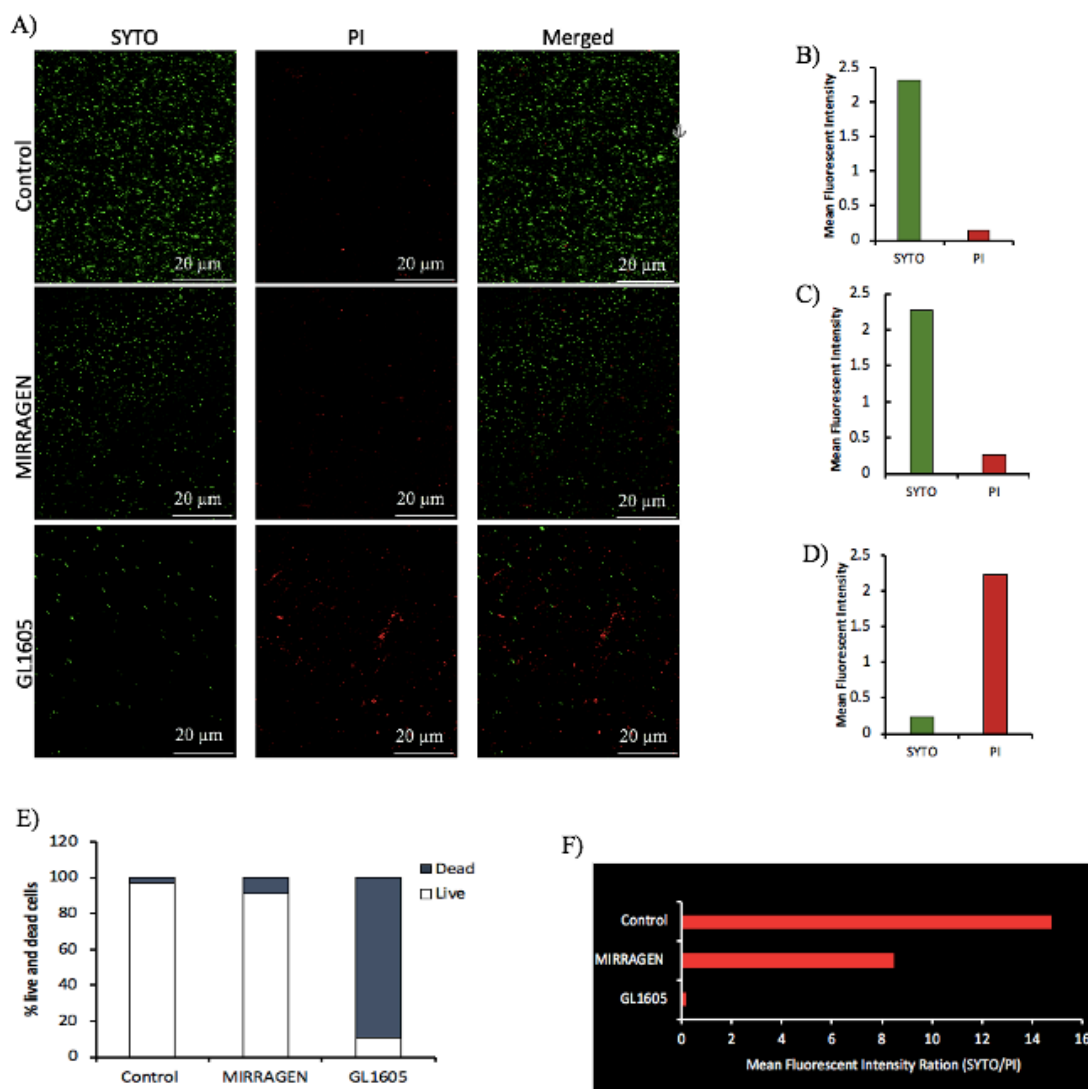 A)
SYTO PI Merged
Control
20 µm 20 µm 20 µm
MIRRAGEN
20 µm 20 µm 20 µm
GL1605
20 µm 20 µm 20 µm
B)
Mean Fluorescent Intensity
2.5
2
1.5
1
0.5
0
SYTO PI
C)
Mean Fluorescent Intensity
2.5
2
1.5
1
0.5
0
SYTO PI
D)
Mean Fluorescent Intensity
2.5
2
1.5
1
0.5
0
SYTO PI
E)
% live and dead cells
120
100
80
60
40
20
0
Control MIRRAGEN GL1605
Dead
Live
F)
Control
MIRRAGEN
GL1605
0 2 4 6 8 10 12 14 16
Mean Fluorescent Intensity Ration (SYTO/PI)